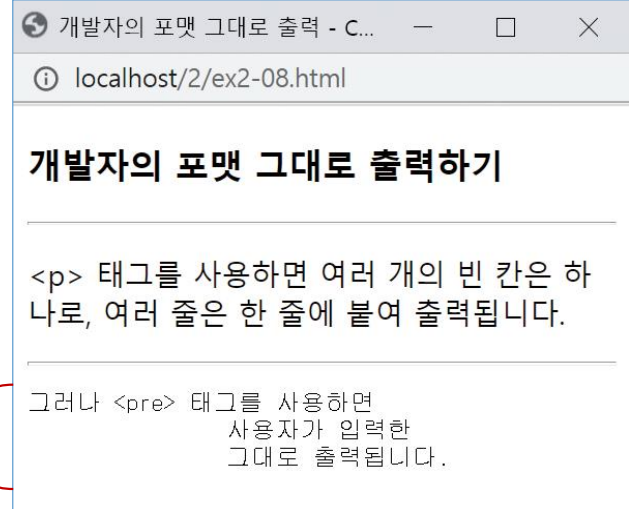 개발자의 포맷 그대로 출력 - C...
localhost/2/ex2-08.html
개발자의 포맷 그대로 출력하기
<p> 태그를 사용하면 여러 개의 빈 칸은 하
나로, 여러 줄은 한 줄에 붙여 출력됩니다.
그러나 <pre> 태그를 사용하면
사용자가 입력한
그대로 출력됩니다.